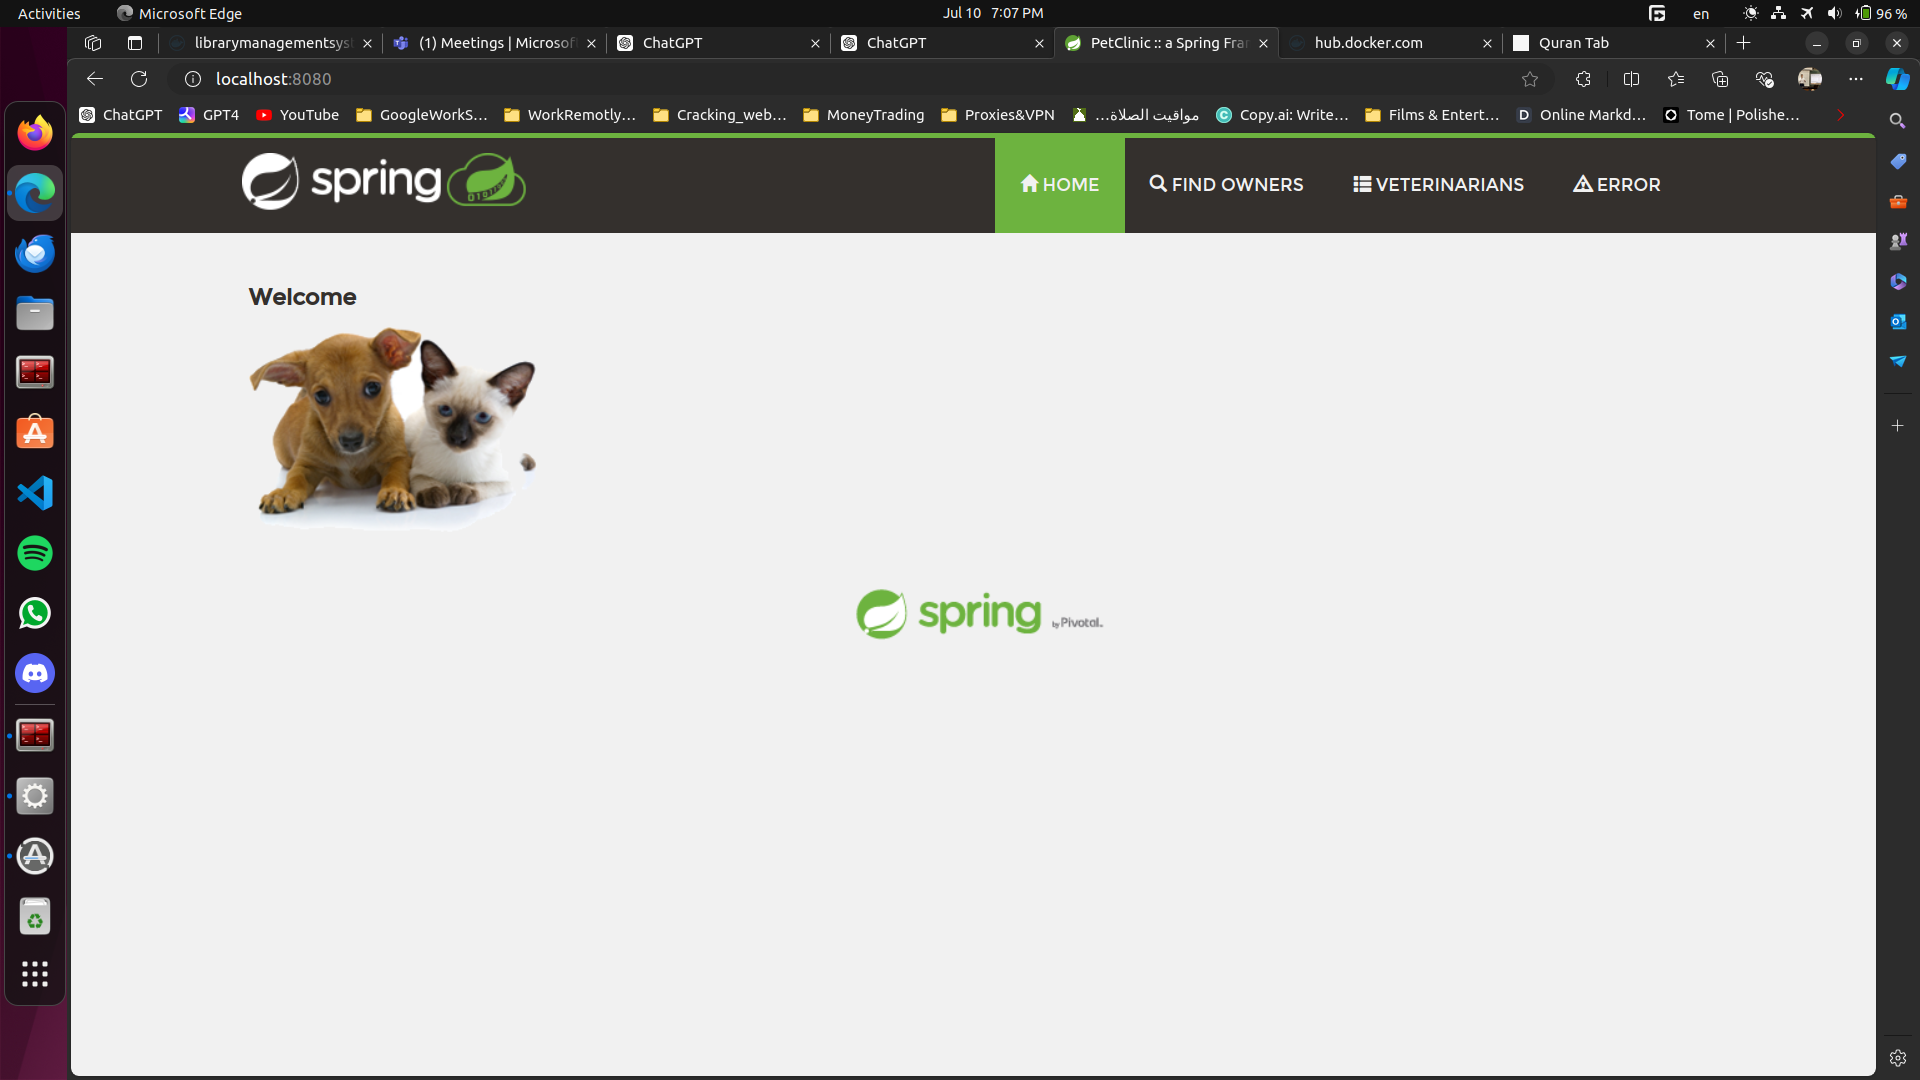 Activities
Microsoft Edge
Jul 10 7:07 PM
en
96 %
librarymanagementsyst
(1) Meetings | Microsoft
ChatGPT
ChatGPT
PetClinic :: a Spring Fra
hub.docker.com
Quran Tab
localhost:8080
ChatGPT
GPT4
YouTube
GoogleWorkS...
WorkRemotly...
Cracking_web...
MoneyTrading
Proxies&VPN
مواقيت الصلاة...
Copy.ai: Write...
Films & Entert...
Online Markd...
Tome | Polishe...
spring
HOME
FIND OWNERS
VETERINARIANS
ERROR
Welcome
spring by Pivotal